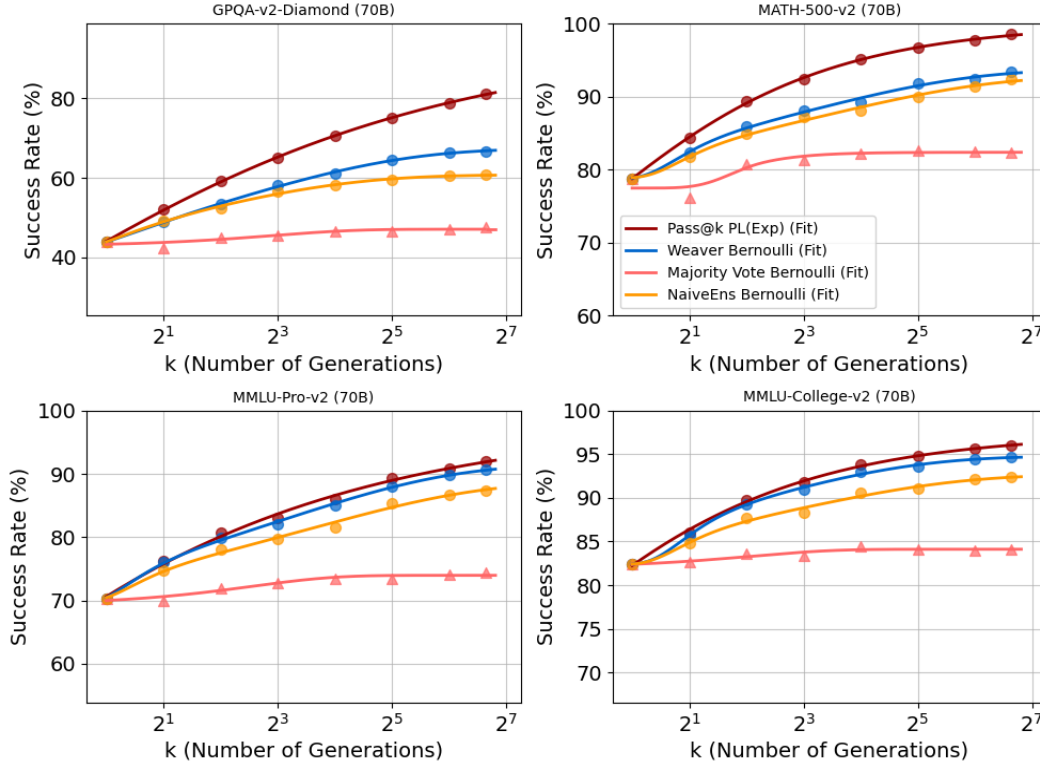 GPQA-v2-Diamond (70B)
Success Rate (%)
80
60
40
2^1
2^3
2^5
2^7
k (Number of Generations)
MATH-500-v2 (70B)
Success Rate (%)
100
90
80
70
60
Pass@k PL(Exp) (Fit)
Weaver Bernoulli (Fit)
Majority Vote Bernoulli (Fit)
NaiveEns Bernoulli (Fit)
2^1
2^3
2^5
2^7
k (Number of Generations)
MMLU-Pro-v2 (70B)
Success Rate (%)
100
90
80
70
60
2^1
2^3
2^5
2^7
k (Number of Generations)
MMLU-College-v2 (70B)
Success Rate (%)
100
95
90
85
80
75
70
2^1
2^3
2^5
2^7
k (Number of Generations)